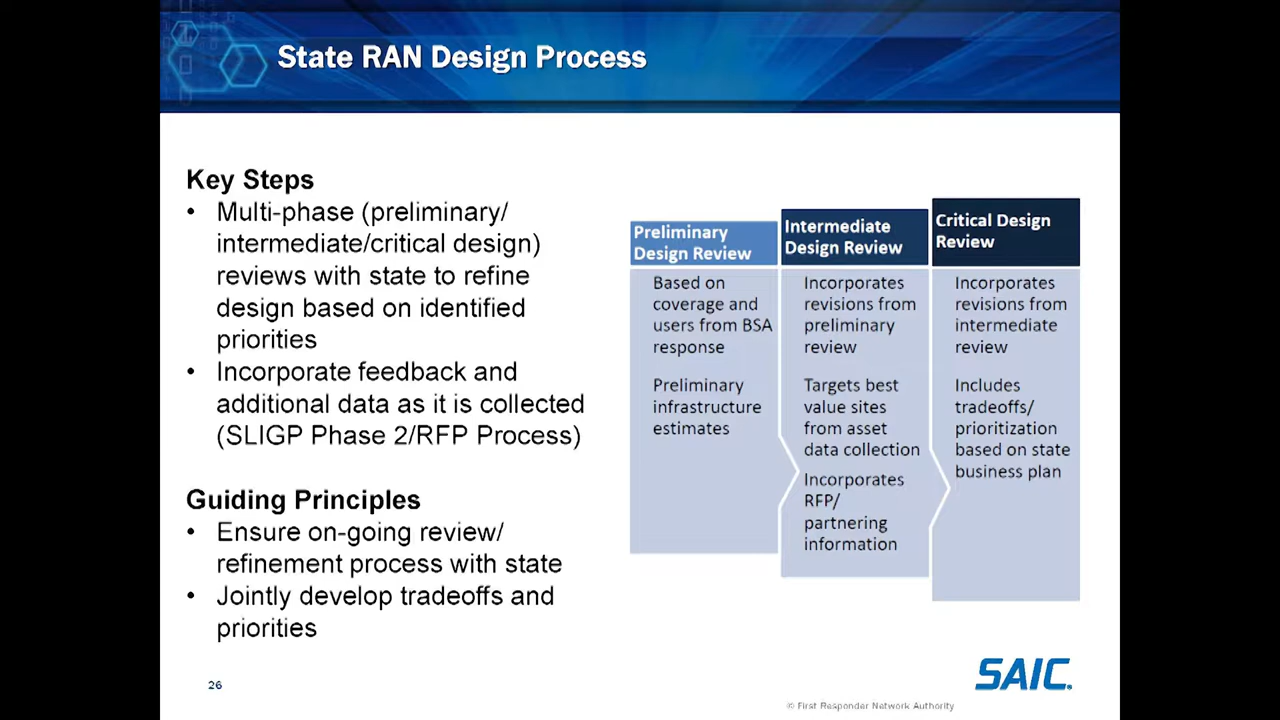 State RAN Design Process
Key Steps
• Multi-phase (preliminary/
intermediate/critical design)
reviews with state to refine
design based on identified
priorities
• Incorporate feedback and
additional data as it is collected
(SLIGP Phase 2/RFP Process)
Guiding Principles
• Ensure on-going review/
refinement process with state
• Jointly develop tradeoffs and
priorities
Preliminary
Design Review
Based on
coverage and
users from BSA
response
Preliminary
infrastructure
estimates
Intermediate
Design Review
Incorporates
revisions from
preliminary
review
Targets best
value sites
from asset
data collection
Incorporates
RFP/
partnering
information
Critical Design
Review
Incorporates
revisions from
intermediate
review
Includes
tradeoffs/
prioritization
based on state
business plan
26
SAIC®
© First Responder Network Authority